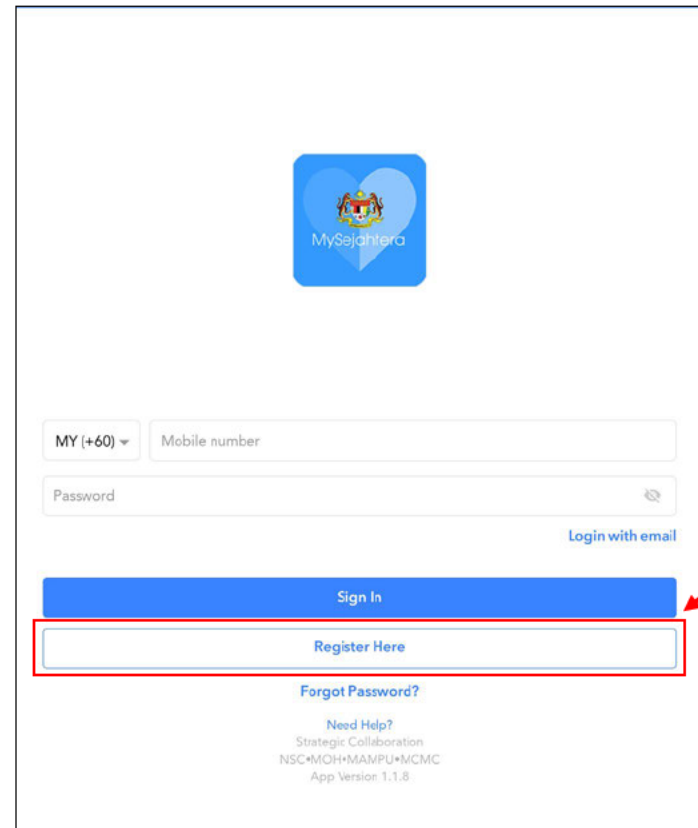 MySejahtera
MY (+60)
Mobile number
Password
Login with email
Sign In
Register Here
Forgot Password?
Need Help?
Strategic Collaboration
NSC•MOH•MAMPU•MCMC
App Version 1.1.8